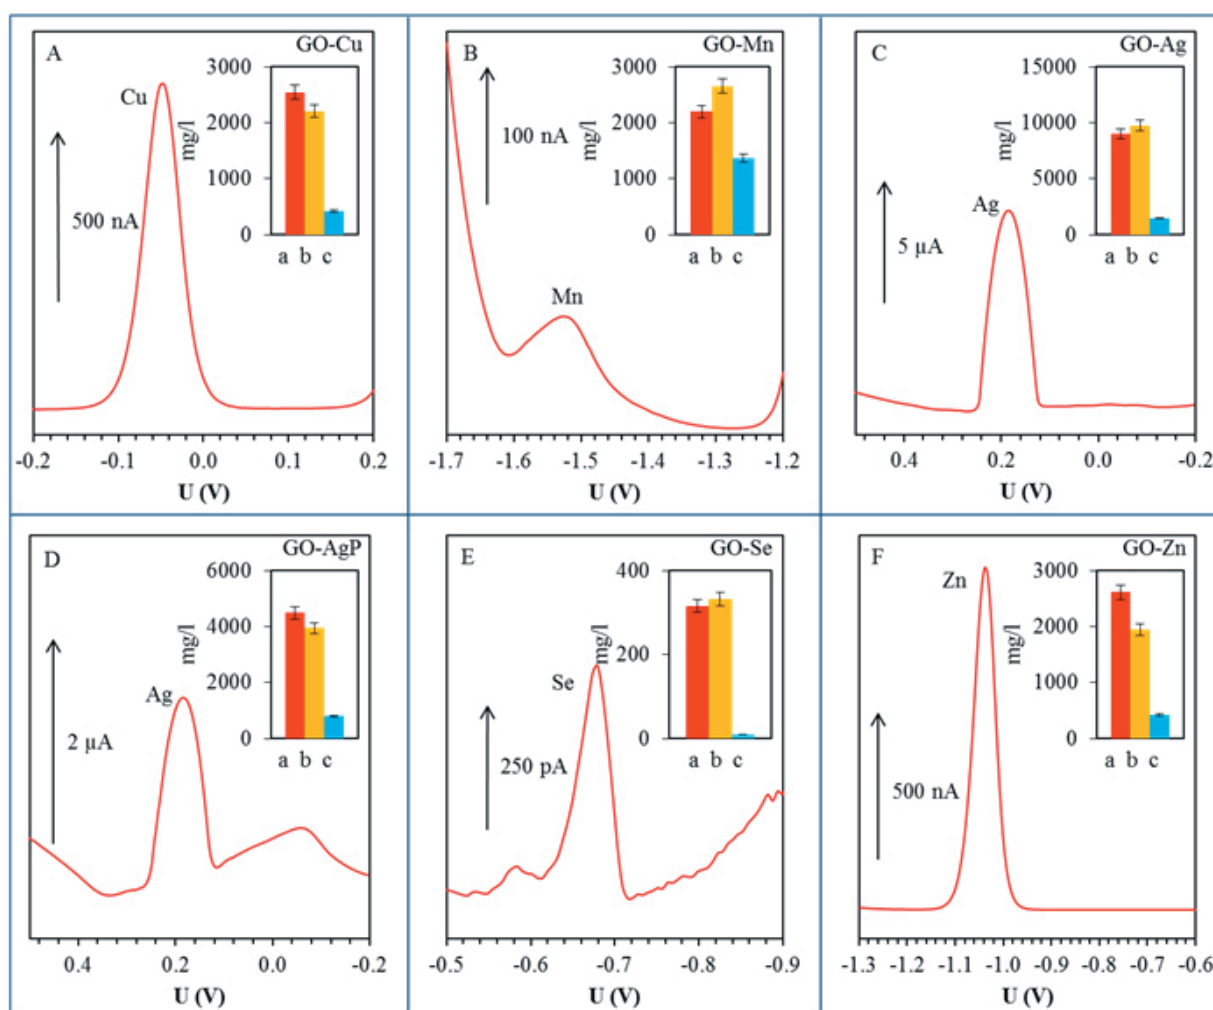 A
GO-Cu
Cu
500 nA
mg/l
3000
2000
1000
0
a b c
-0.2 -0.1 0.0 0.1 0.2
U (V)
B
GO-Mn
100 nA
Mn
mg/l
3000
2000
1000
0
a b c
-1.7 -1.6 -1.5 -1.4 -1.3 -1.2
U (V)
C
GO-Ag
Ag
5 µA
mg/l
15000
10000
5000
0
a b c
0.4 0.2 0.0 -0.2
U (V)
D
GO-AgP
Ag
2 µA
mg/l
6000
4000
2000
0
a b c
0.4 0.2 0.0 -0.2
U (V)
E
GO-Se
Se
250 pA
mg/l
400
200
0
a b c
-0.5 -0.6 -0.7 -0.8 -0.9
U (V)
F
GO-Zn
Zn
500 nA
mg/l
3000
2000
1000
0
a b c
-1.3 -1.2 -1.1 -1.0 -0.9 -0.8 -0.7 -0.6
U (V)